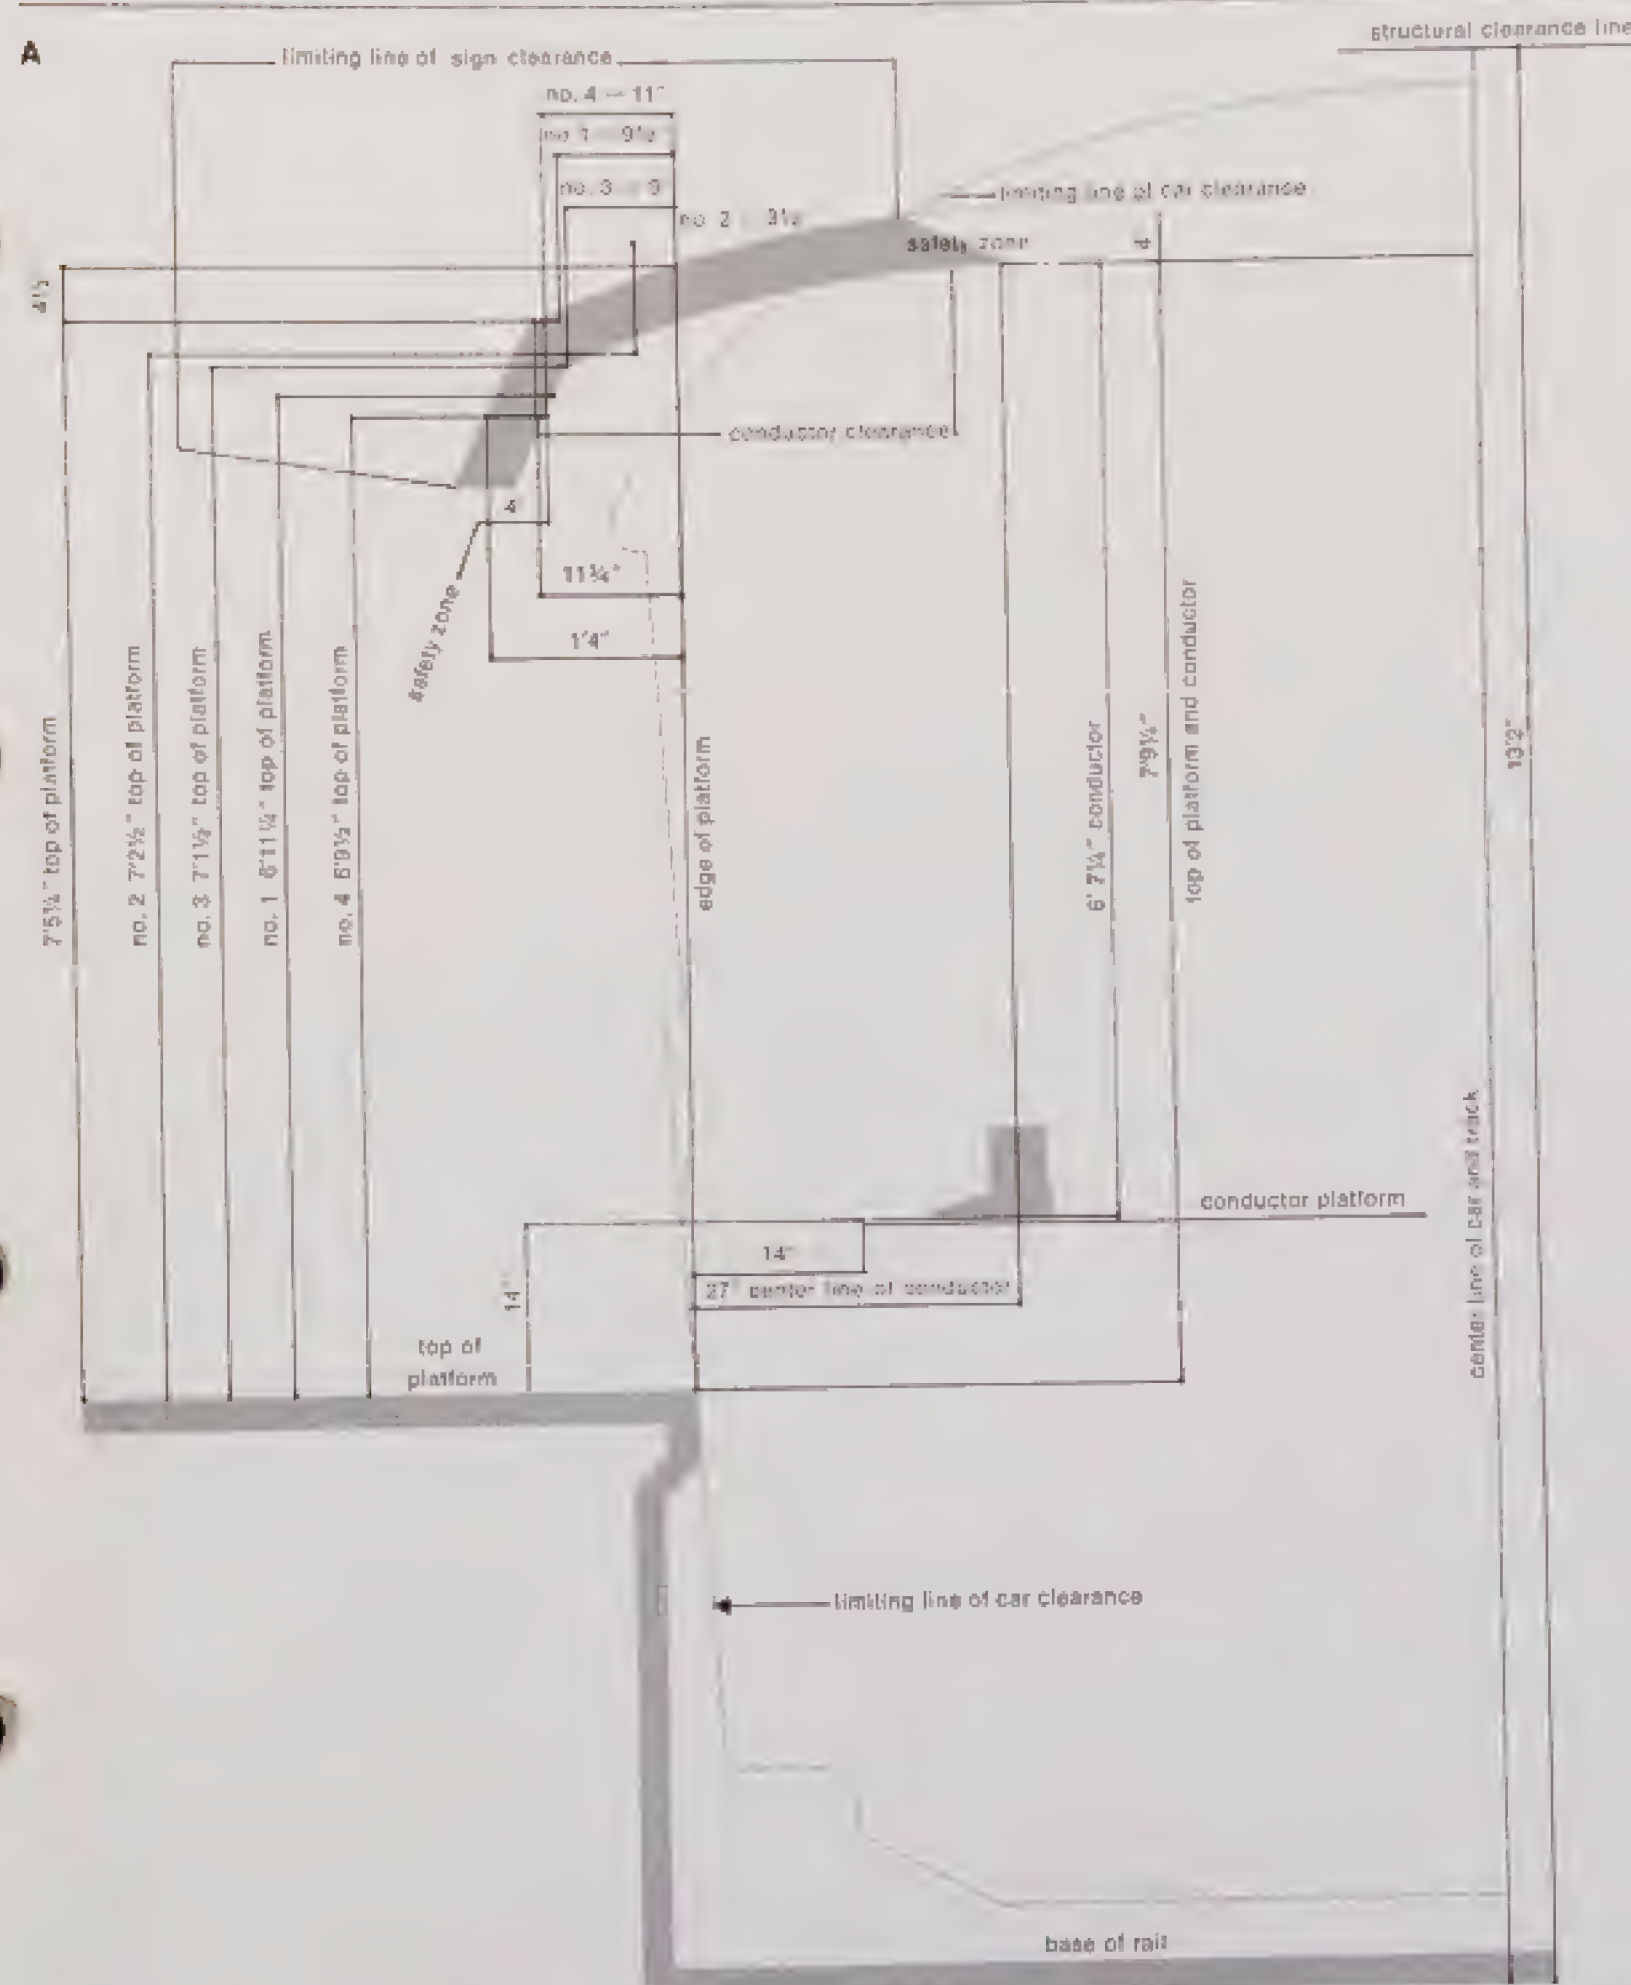 structural clearance line
A
limiting line of sign clearance
no. 4 — 11"
no. 1 — 9½
no. 3 — 9
no. 2 — 3½
limiting line of car clearance
safety zone
4
4½
conductor clearance
4
11¾"
1'4"
safety zone
7'5¼" top of platform
no. 2 7'2½" top of platform
no. 3 7'1½" top of platform
no. 1 6'11¼" top of platform
no. 4 6'9½" top of platform
edge of platform
6' 7¼" conductor
7'9¼"
top of platform and conductor
13'2"
center line of car and track
conductor platform
14"
27" center line of conductor
14"
top of
platform
limiting line of car clearance
base of rail